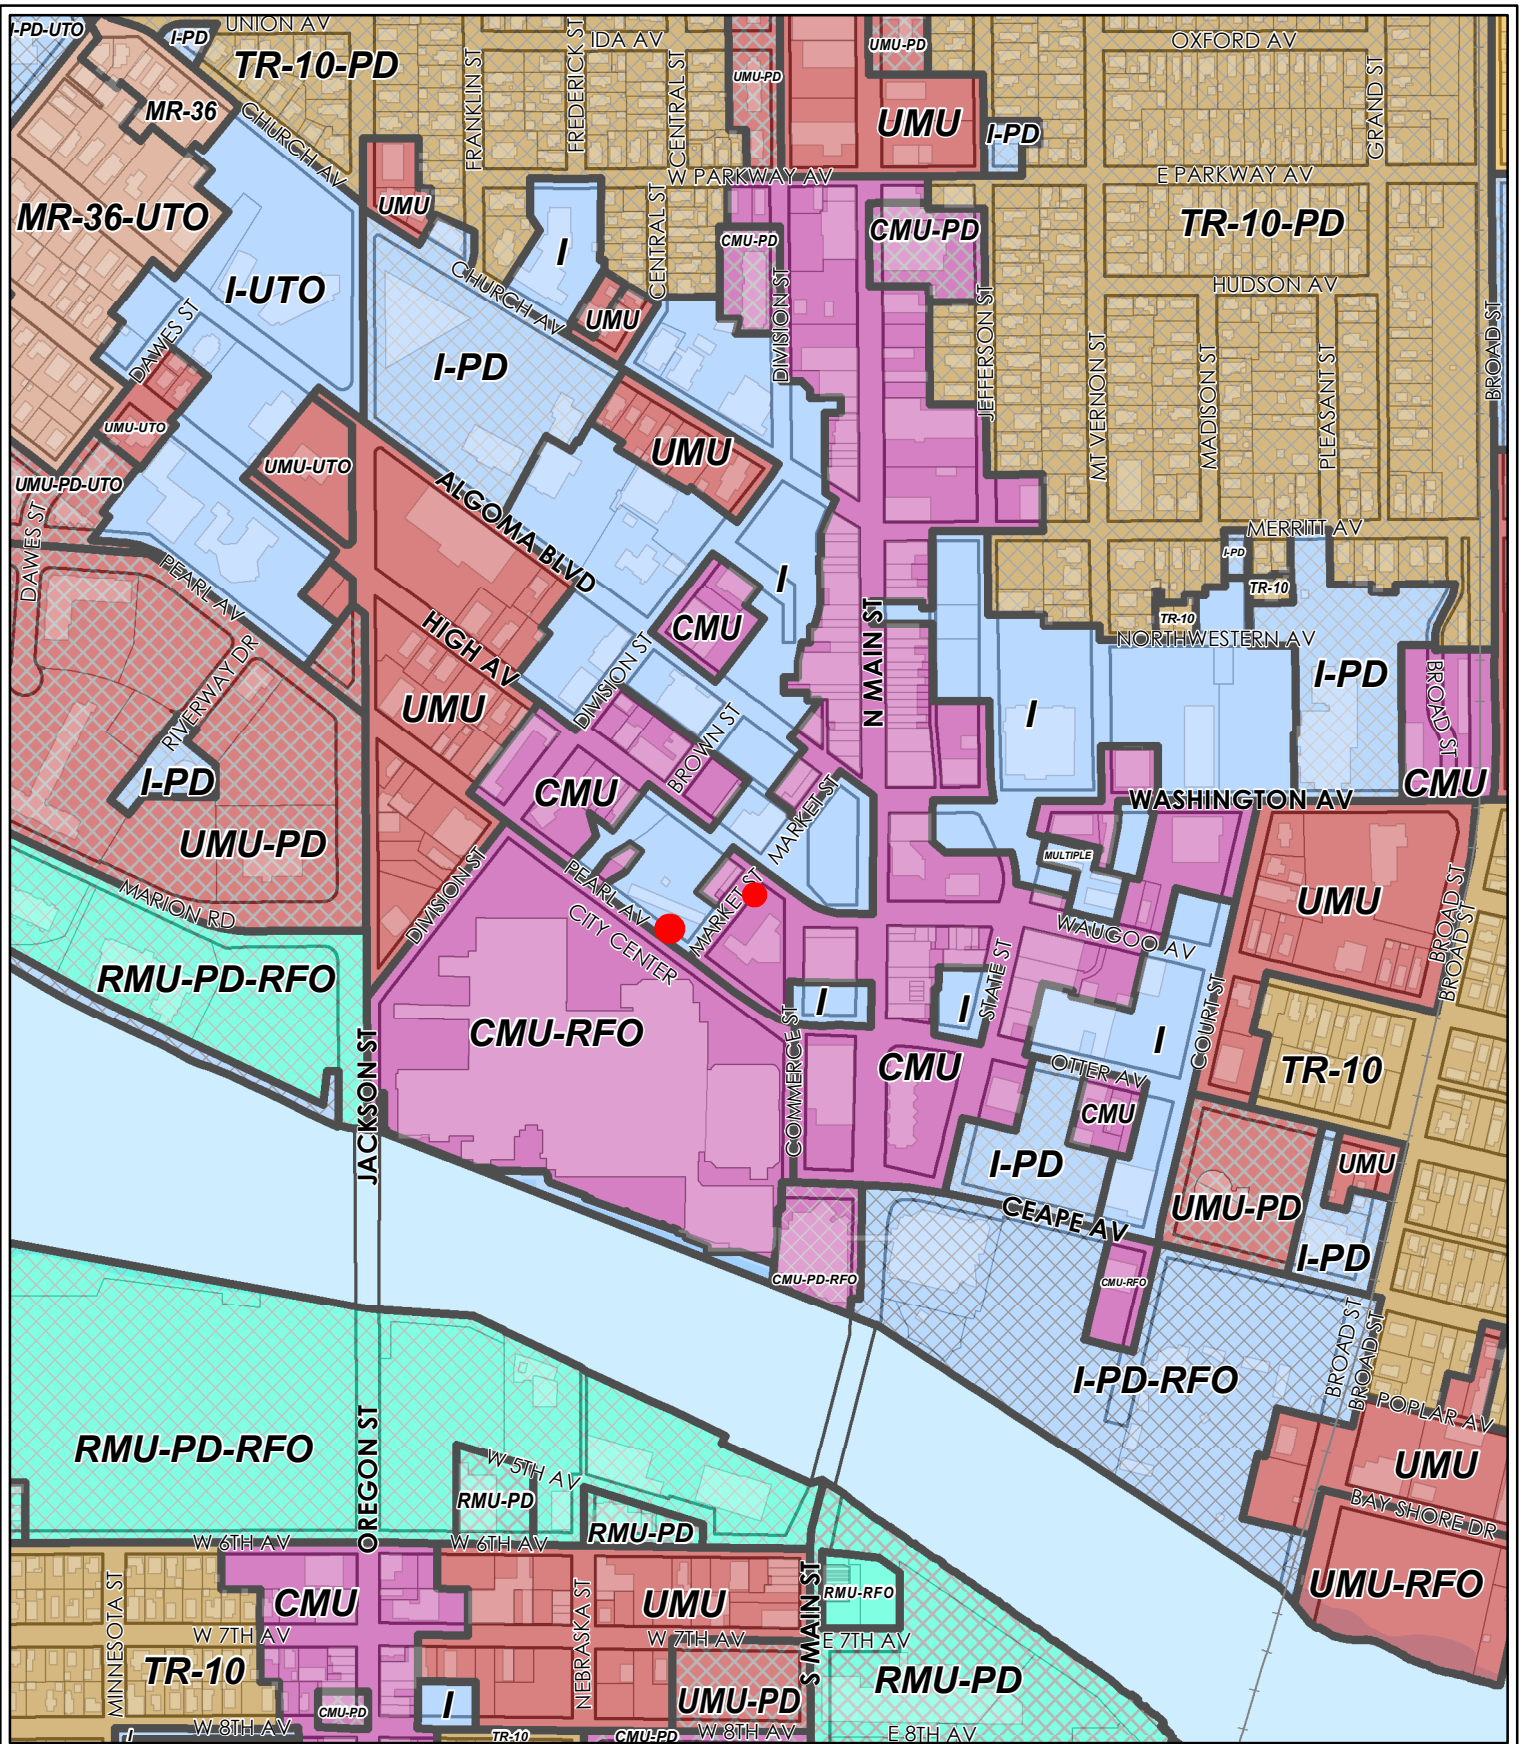 I-PD-UTO
I-PD
UNION AV
TR-10-PD
FRANKLIN ST
FREDERICK ST
IDA AV
CENTRAL ST
UMU-PD
UMU-PD
OXFORD AV
GRAND ST
MR-36
CHURCH AV
UMU
I-PD
W PARKWAY AV
E PARKWAY AV
MR-36-UTO
UMU
I
CENTRAL ST
CMU-PD
CMU-PD
TR-10-PD
I-UTO
CHURCH AV
HUDSON AV
DAWES ST
UMU
DIVISION ST
JEFFERSON ST
MT VERNON ST
MADISON ST
PLEASANT ST
BROAD ST
I-PD
UMU-UTO
UMU-UTO
UMU
UMU-PD-UTO
ALGOMA BLVD
DAWES ST
PEARL AV
I
MERRITT AV
I-PD
TR-10
TR-10
HIGH AV
CMU
N MAIN ST
NORTHWESTERN AV
RIVERWAY DR
DIVISION ST
I-PD
BROAD ST
UMU
BROWN ST
I
I-PD
CMU
MARKET ST
CMU
WASHINGTON AV
UMU-PD
MULTIPLE
MARION RD
DIVISION ST
PEARL AV
CITY CENTER
MARKET ST
UMU
BROAD ST
BROAD ST
WAUGOO AV
RMU-PD-RFO
I
I
STATE ST
COURT ST
CMU-RFO
I
JACKSON ST
COMMERCE ST
CMU
OTTER AV
TR-10
CMU
I-PD
UMU
UMU-PD
CEAPE AV
I-PD
CMU-PD-RFO
CMU-RFO
I-PD-RFO
BROAD ST
BROAD ST
POPLAR AV
RMU-PD-RFO
OREGON ST
W 5TH AV
RMU-PD
RMU-PD
UMU
BAY SHORE DR
W 6TH AV
W 6TH AV
UMU-RFO
MINNESOTA ST
CMU
NEBRASKA ST
UMU
S MAIN ST
RMU-RFO
W 7TH AV
W 7TH AV
E 7TH AV
TR-10
I
UMU-PD
RMU-PD
CMU-PD
W 8TH AV
I
TR-10
CMU-PD
W 8TH AV
E 8TH AV